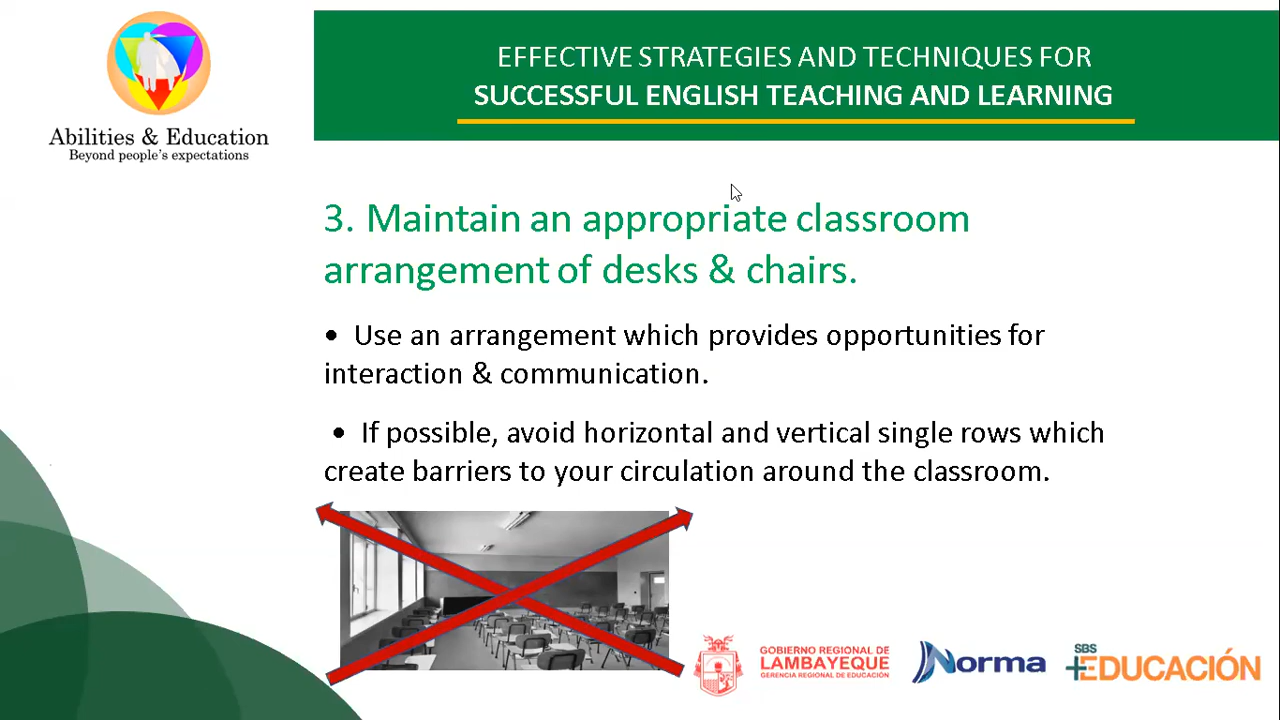 EFFECTIVE STRATEGIES AND TECHNIQUES FOR
SUCCESSFUL ENGLISH TEACHING AND LEARNING
Abilities & Education
Beyond people's expectations
3. Maintain an appropriate classroom
arrangement of desks & chairs.
• Use an arrangement which provides opportunities for
interaction & communication.
• If possible, avoid horizontal and vertical single rows which
create barriers to your circulation around the classroom.
GOBIERNO REGIONAL DE
LAMBAYEQUE
GERENCIA REGIONAL DE EDUCACIÓN
Norma
SBS
+EDUCACIÓN